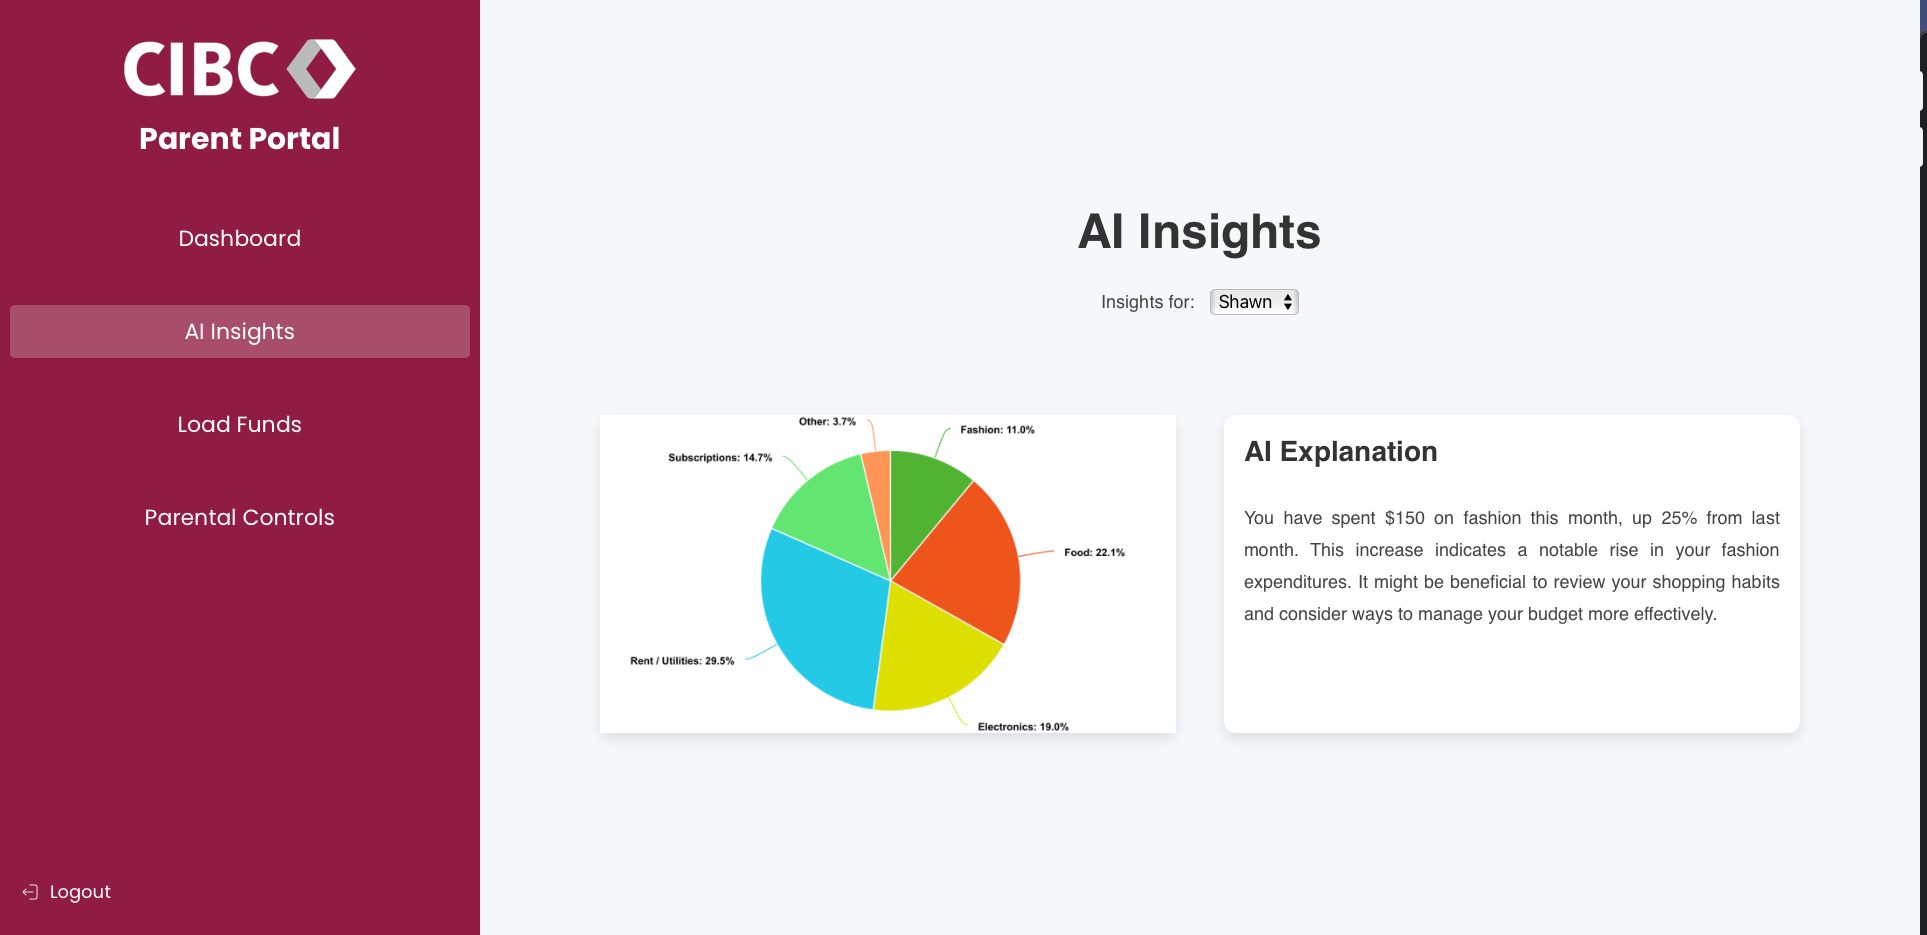 CIBC
Parent Portal
Dashboard
AI Insights
Load Funds
Parental Controls
Logout
AI Insights
Insights for: Shawn
Other: 3.7%
Fashion: 11.0%
Subscriptions: 14.7%
Food: 22.1%
Rent / Utilities: 29.5%
Electronics: 19.0%
AI Explanation
You have spent $150 on fashion this month, up 25% from last
month. This increase indicates a notable rise in your fashion
expenditures. It might be beneficial to review your shopping habits
and consider ways to manage your budget more effectively.